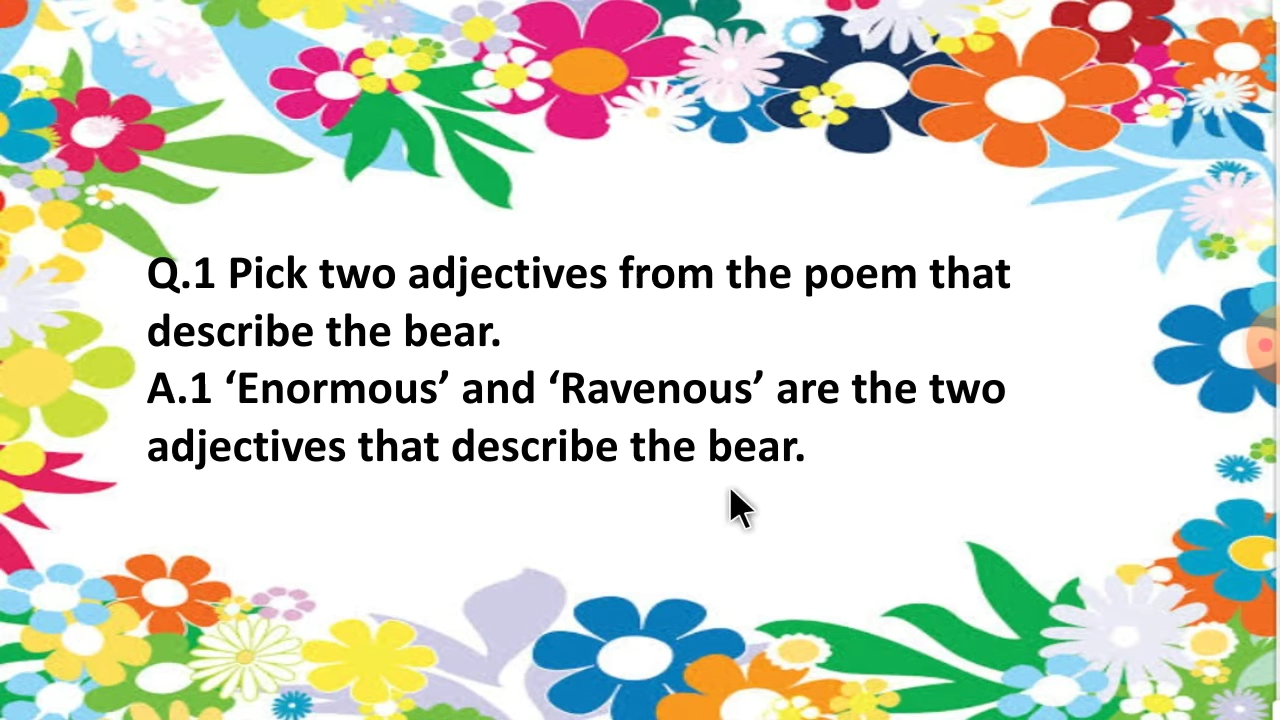 Q.1 Pick two adjectives from the poem that
describe the bear.
A.1 ‘Enormous’ and ‘Ravenous’ are the two
adjectives that describe the bear.